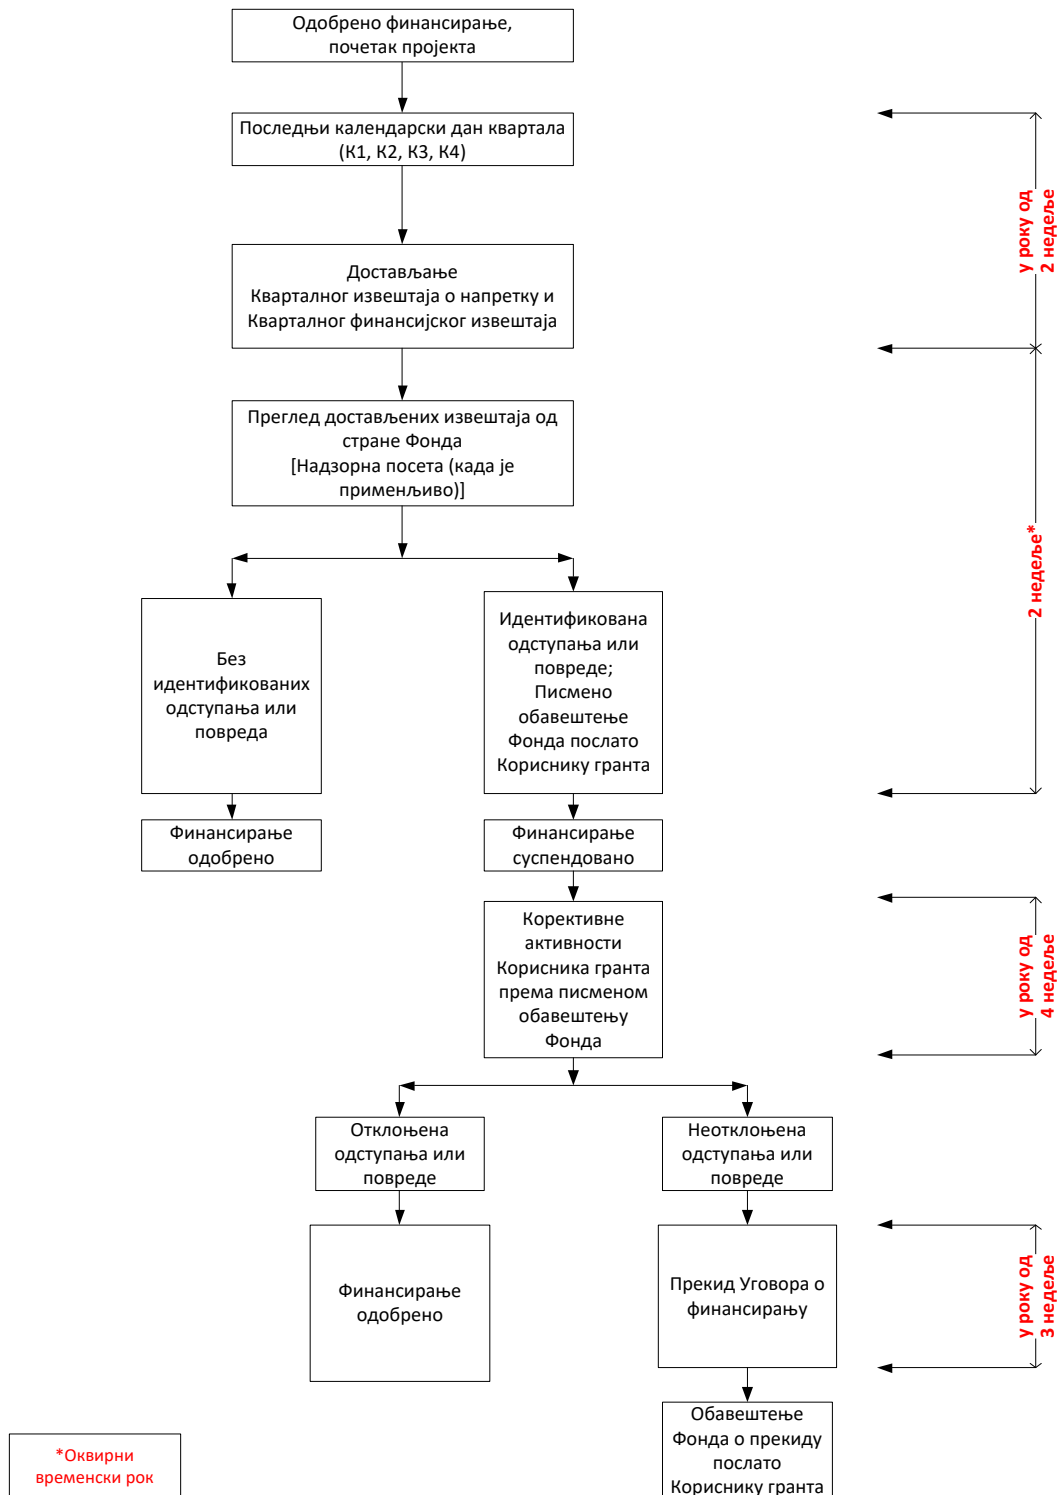 Одобрено финансирање,
почетак пројекта
Последњи календарски дан квартала
(К1, К2, К3, К4)
у року од
2 недеље
Достављање
Кварталног извештаја о напретку и
Кварталног финансијског извештаја
Преглед достављених извештаја од
стране Фонда
[Надзорна посета (када је
применљиво)]
2 недеље*
Без
идентификованих
одступања или
повреда
Идентификована
одступања или
повреде;
Писмено
обавештење
Фонда послато
Кориснику гранта
Финансирање
одобрено
Финансирање
суспендовано
Корективне
активности
Корисника гранта
према писменом
обавештењу
Фонда
у року од
4 недеље
Отклоњена
одступања или
повреде
Неотклоњена
одступања или
повреде
Финансирање
одобрено
Прекид Уговора о
финансирању
у року од
3 недеље
Обавештење
Фонда о прекиду
послато
Кориснику гранта
*Оквирни
временски рок